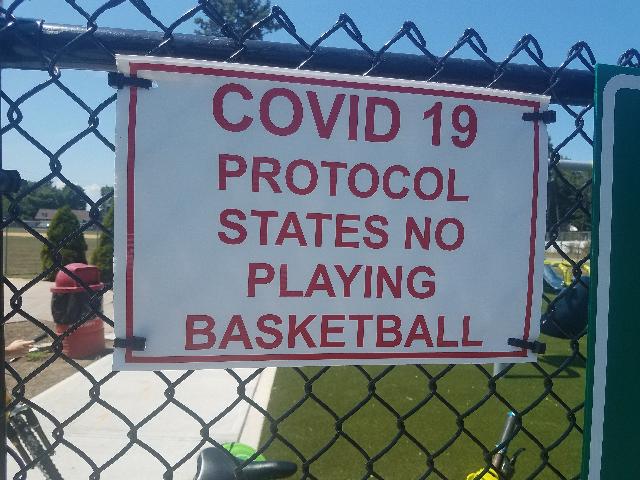 COVID 19
PROTOCOL
STATES NO
PLAYING
BASKETBALL